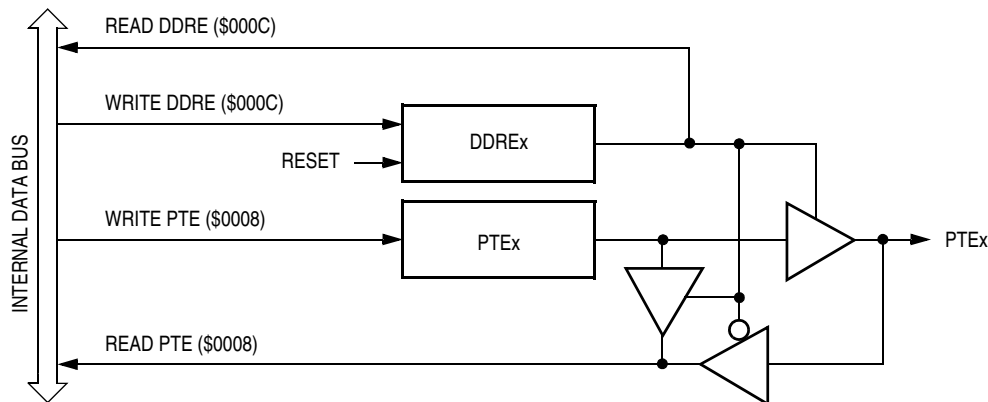 READ DDRE ($000C)
WRITE DDRE ($000C)
DDREx
RESET
INTERNAL DATA BUS
WRITE PTE ($0008)
PTEx
PTEx
READ PTE ($0008)